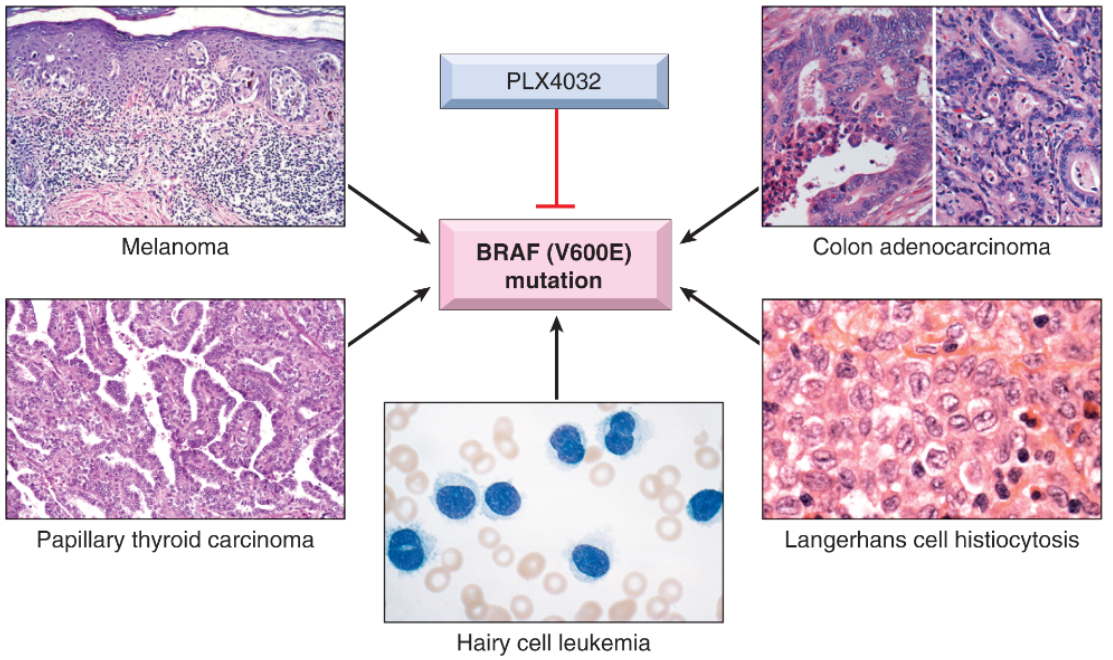 PLX4032
Melanoma
Colon adenocarcinoma
BRAF (V600E)
mutation
Papillary thyroid carcinoma
Langerhans cell histiocytosis
Hairy cell leukemia